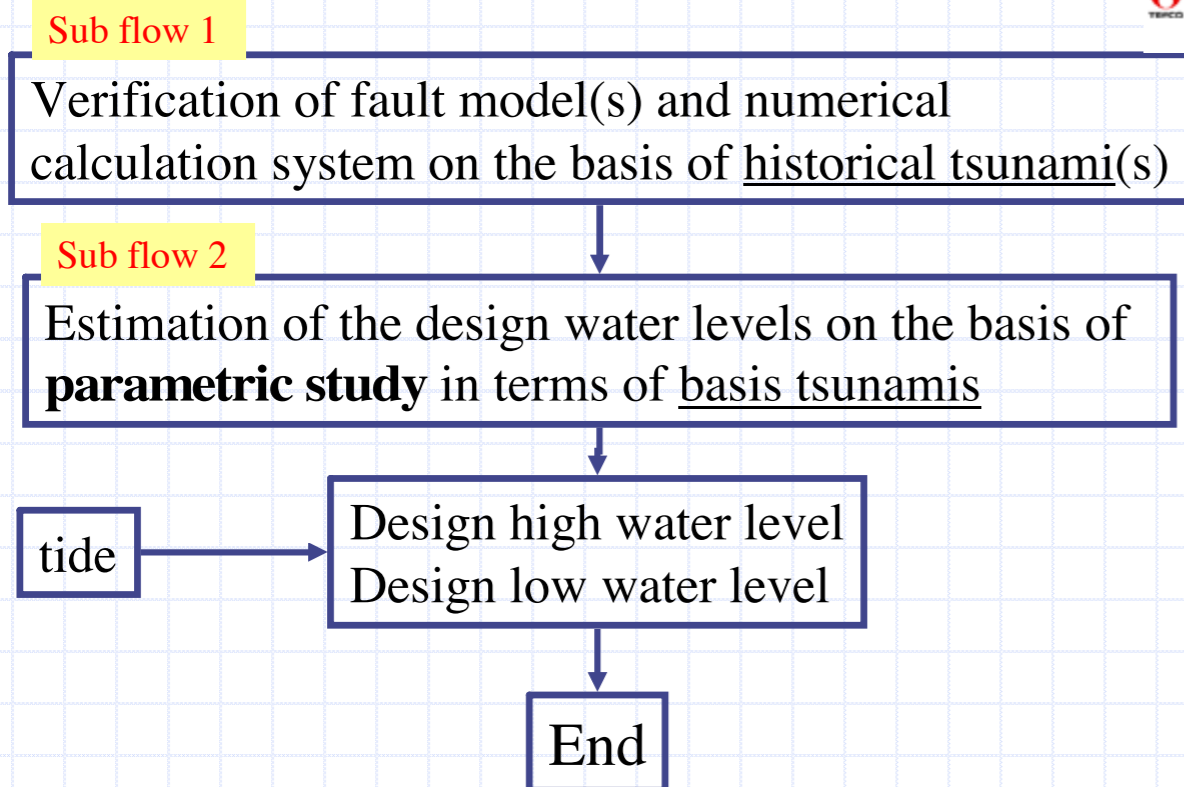 TEPCO
Sub flow 1
Verification of fault model(s) and numerical
calculation system on the basis of historical tsunami(s)
Sub flow 2
Estimation of the design water levels on the basis of
parametric study in terms of basis tsunamis
tide
Design high water level
Design low water level
End